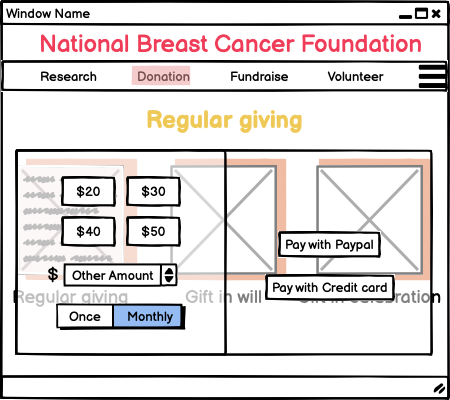 Window Name
National Breast Cancer Foundation
Research Donation Fundraise Volunteer
Regular giving
$20 $30
$40 $50
Pay with Paypal
$ Other Amount
Pay with Credit card
Regular giving Gift in will Gift in celebration
Once Monthly